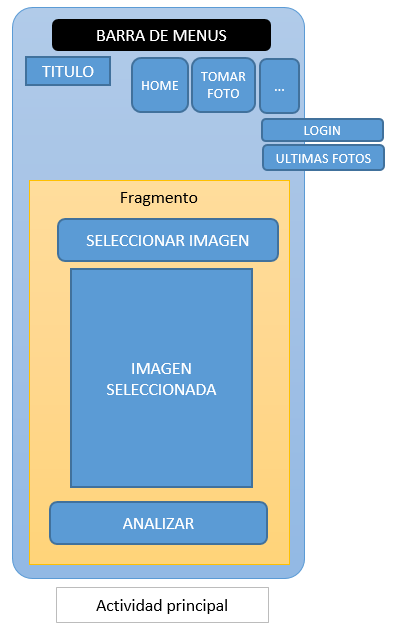 BARRA DE MENUS
TITULO
HOME
TOMAR
FOTO
...
LOGIN
ULTIMAS FOTOS
Fragmento
SELECCIONAR IMAGEN
IMAGEN
SELECCIONADA
ANALIZAR
Actividad principal